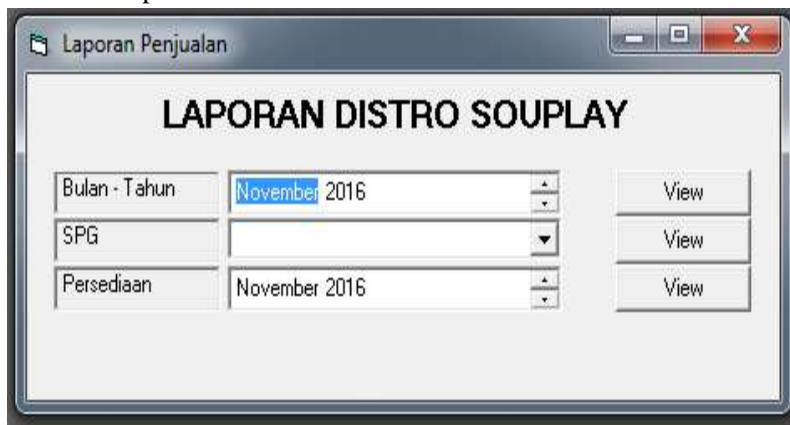 Laporan Penjualan
LAPORAN DISTRO SOUPLAY
Bulan - Tahun November 2016 View
SPG View
Persediaan November 2016 View